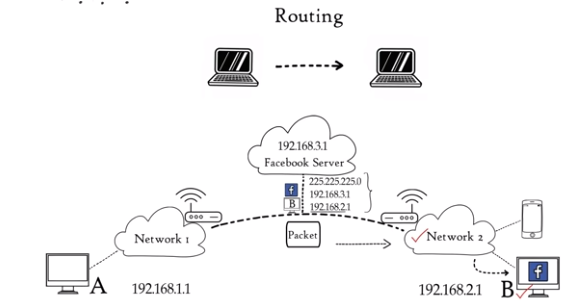 Routing
192.168.3.1
Facebook Server
225.225.225.0
f
192.168.3.1
B
192.168.2.1
Network 1
Packet
Network 2
f
A
192.168.1.1
192.168.2.1
B